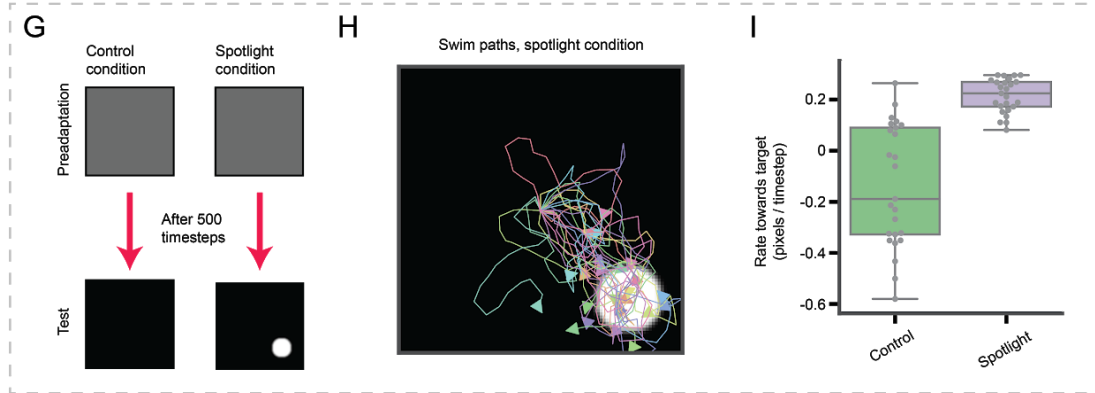 G
Control
condition
Spotlight
condition
Preadaptation
After 500
timesteps
Test
H
Swim paths, spotlight condition
I
Rate towards target
(pixels / timestep)
0.2
0
-0.2
-0.4
-0.6
Control
Spotlight